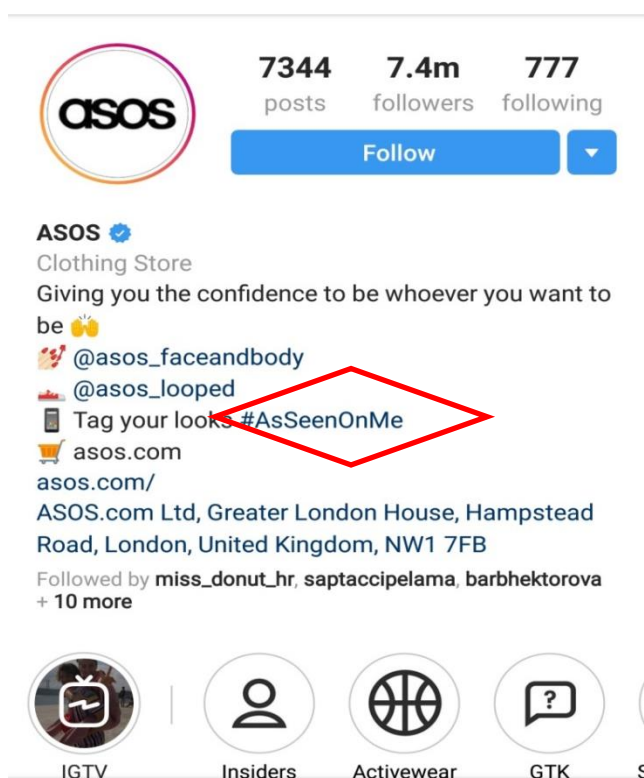 asos
7344 7.4m 777
posts followers following
Follow
ASOS
Clothing Store
Giving you the confidence to be whoever you want to
be 🙌
💅 @asos_faceandbody
👟 @asos_looped
📱 Tag your looks #AsSeenOnMe
🛒 asos.com
asos.com/
ASOS.com Ltd, Greater London House, Hampstead
Road, London, United Kingdom, NW1 7FB
Followed by miss_donut_hr, saptaccipelama, barbhektorova
+ 10 more
?
IGTV Insiders Activewear GTK S